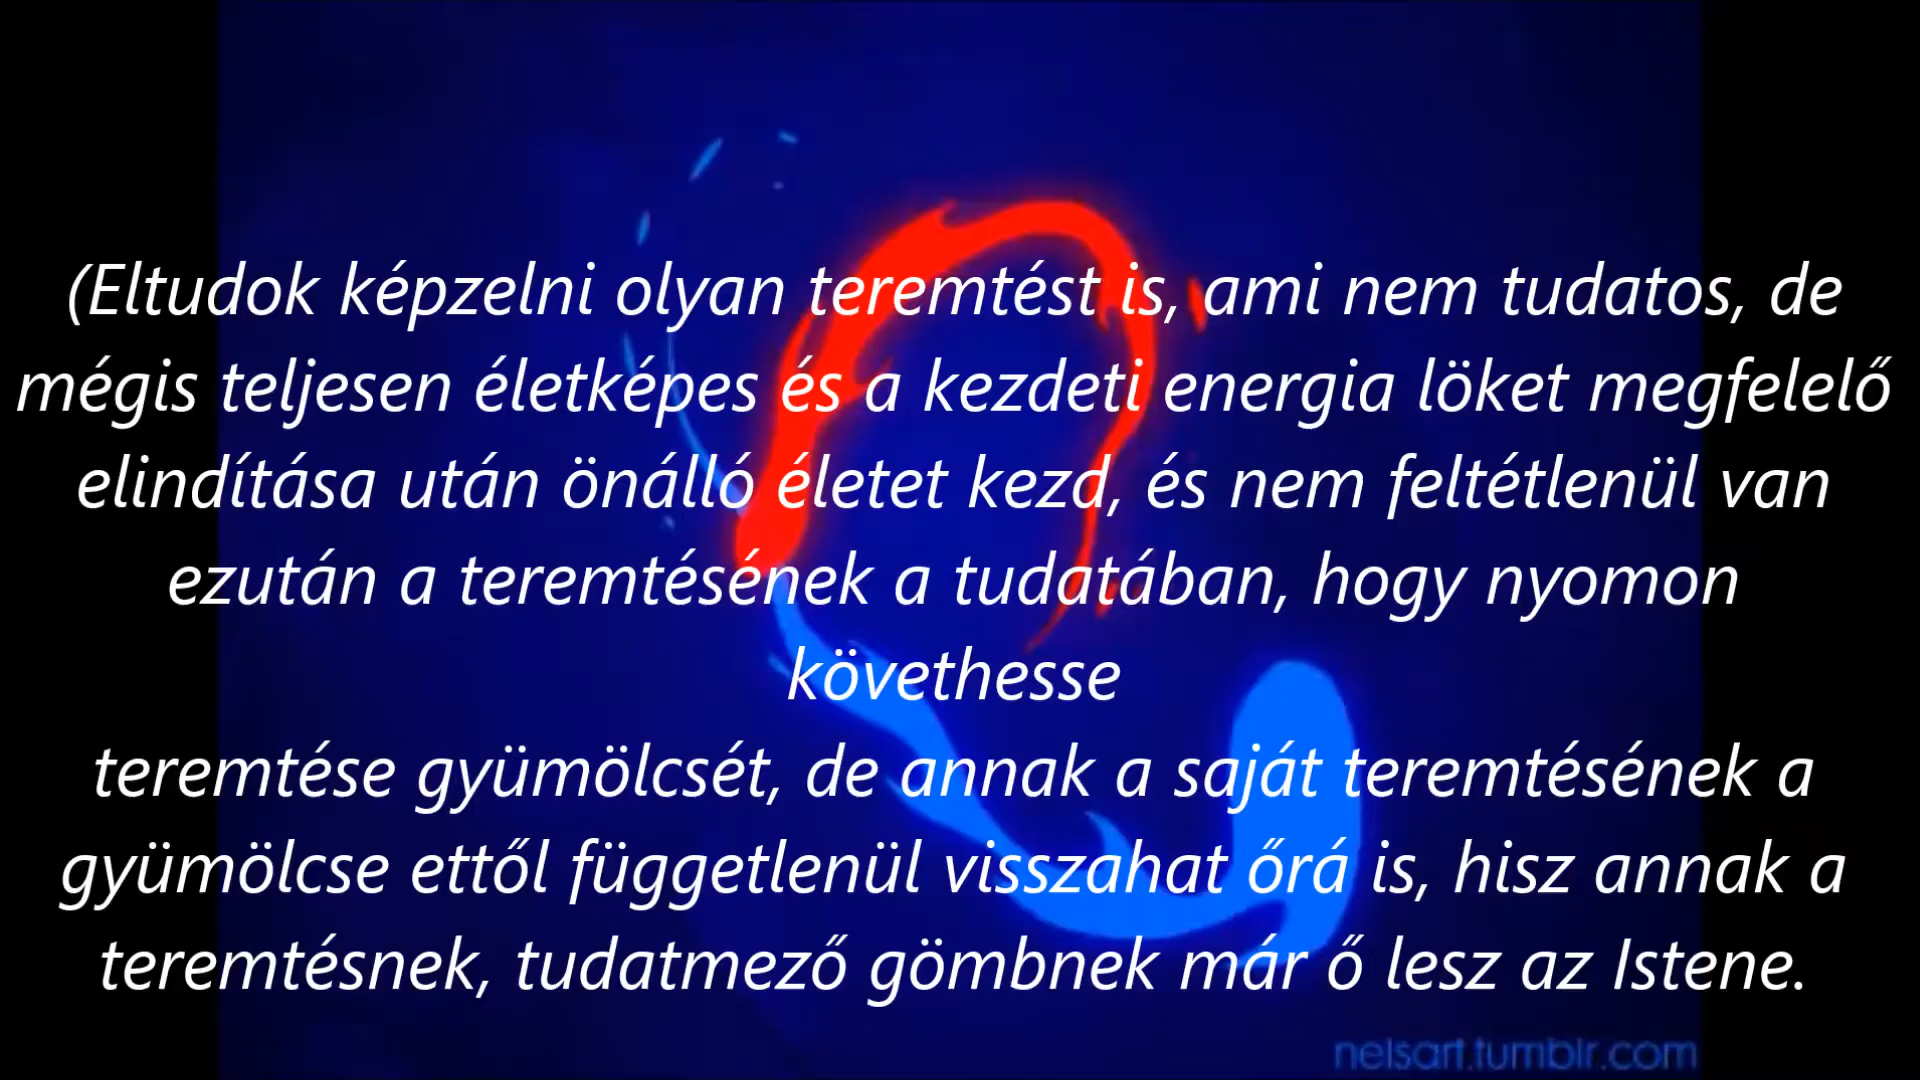 (Eltudok képzelni olyan teremtést is, ami nem tudatos, de
mégis teljesen életképes és a kezdeti energia löket megfelelő
elindítása után önálló életet kezd, és nem feltétlenül van
ezután a teremtésének a tudatában, hogy nyomon
követhesse
teremtése gyümölcsét, de annak a saját teremtésének a
gyümölcse ettől függetlenül visszahat őrá is, hisz annak a
teremtésnek, tudatmező gömbnek már ő lesz az Istene.
nelsart.tumblr.com